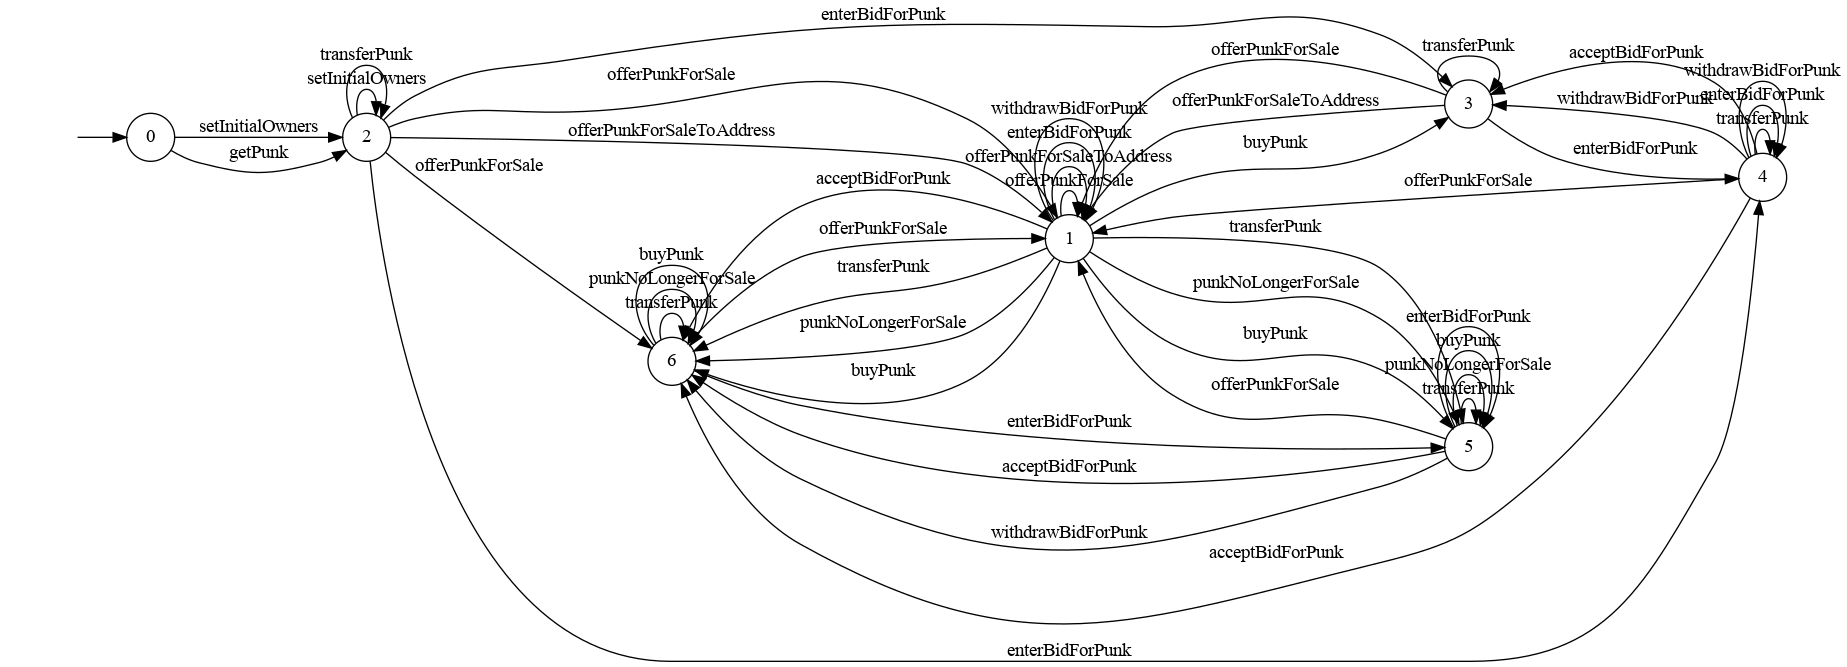 enterBidForPunk
transferPunk
setInitialOwners
offerPunkForSale
offerPunkForSaleToAddress
offerPunkForSale
0
setInitialOwners
getPunk
2
withdrawBidForPunk
enterBidForPunk
offerPunkForSaleToAddress
offerPunkForSale
1
offerPunkForSale
offerPunkForSaleToAddress
buyPunk
transferPunk
3
acceptBidForPunk
withdrawBidForPunk
enterBidForPunk
offerPunkForSale
withdrawBidForPunk
enterBidForPunk
transferPunk
4
acceptBidForPunk
offerPunkForSale
transferPunk
punkNoLongerForSale
buyPunk
buyPunk
punkNoLongerForSale
transferPunk
6
transferPunk
punkNoLongerForSale
buyPunk
offerPunkForSale
enterBidForPunk
buyPunk
punkNoLongerForSale
transferPunk
5
enterBidForPunk
acceptBidForPunk
withdrawBidForPunk
acceptBidForPunk
enterBidForPunk